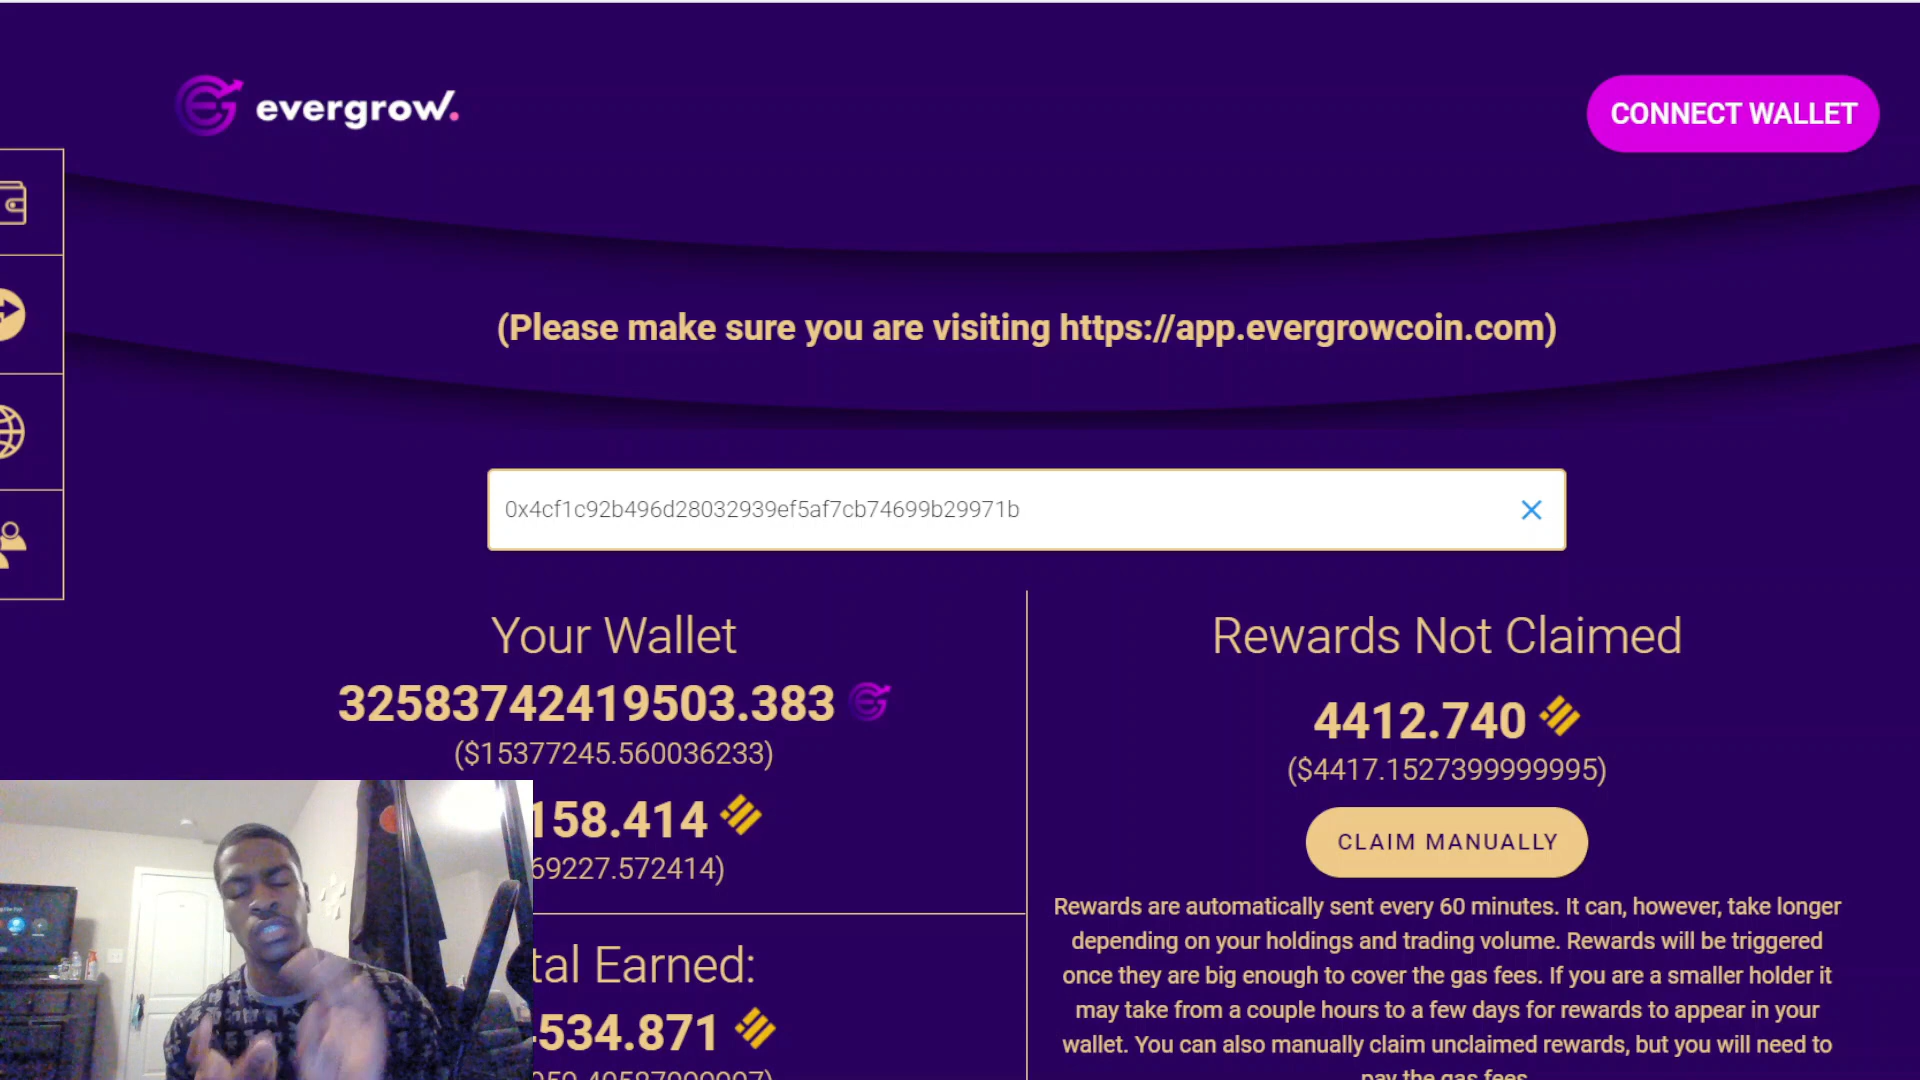 evergrow.
CONNECT WALLET
(Please make sure you are visiting https://app.evergrowcoin.com)
0x4cf1c92b496d28032939ef5af7cb74699b29971b
Your Wallet
32583742419503.383
($15377245.560036233)
158.414
69227.572414)
tal Earned:
534.871
Rewards Not Claimed
4412.740
($4417.1527399999995)
CLAIM MANUALLY
Rewards are automatically sent every 60 minutes. It can, however, take longer
depending on your holdings and trading volume. Rewards will be triggered
once they are big enough to cover the gas fees. If you are a smaller holder it
may take from a couple hours to a few days for rewards to appear in your
wallet. You can also manually claim unclaimed rewards, but you will need to
pay the gas fees